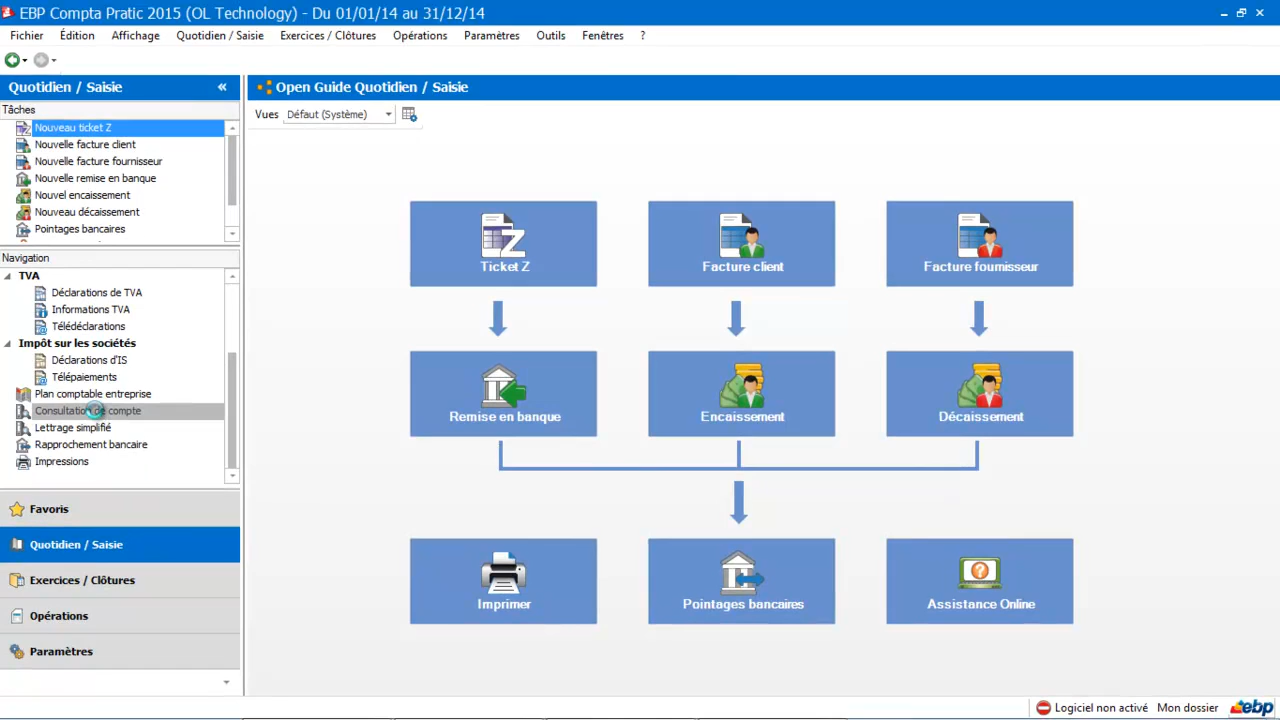 EBP Compta Pratic 2015 (OL Technology) - Du 01/01/14 au 31/12/14
Fichier Édition Affichage Quotidien / Saisie Exercices / Clôtures Opérations Paramètres Outils Fenêtres ?
Quotidien / Saisie «
Tâches
Nouveau ticket Z
Nouvelle facture client
Nouvelle facture fournisseur
Nouvelle remise en banque
Nouvel encaissement
Nouveau décaissement
Pointages bancaires
Navigation
TVA
Déclarations de TVA
Informations TVA
Télédéclarations
Impôt sur les sociétés
Déclarations d'IS
Télépaiements
Plan comptable entreprise
Consultation de compte
Lettrage simplifié
Rapprochement bancaire
Impressions
Favoris
Quotidien / Saisie
Exercices / Clôtures
Opérations
Paramètres
Open Guide Quotidien / Saisie
Vues Défaut (Système)
Ticket Z
Facture client
Facture fournisseur
Remise en banque
Encaissement
Décaissement
Imprimer
Pointages bancaires
Assistance Online
Logiciel non activé Mon dossier ebp